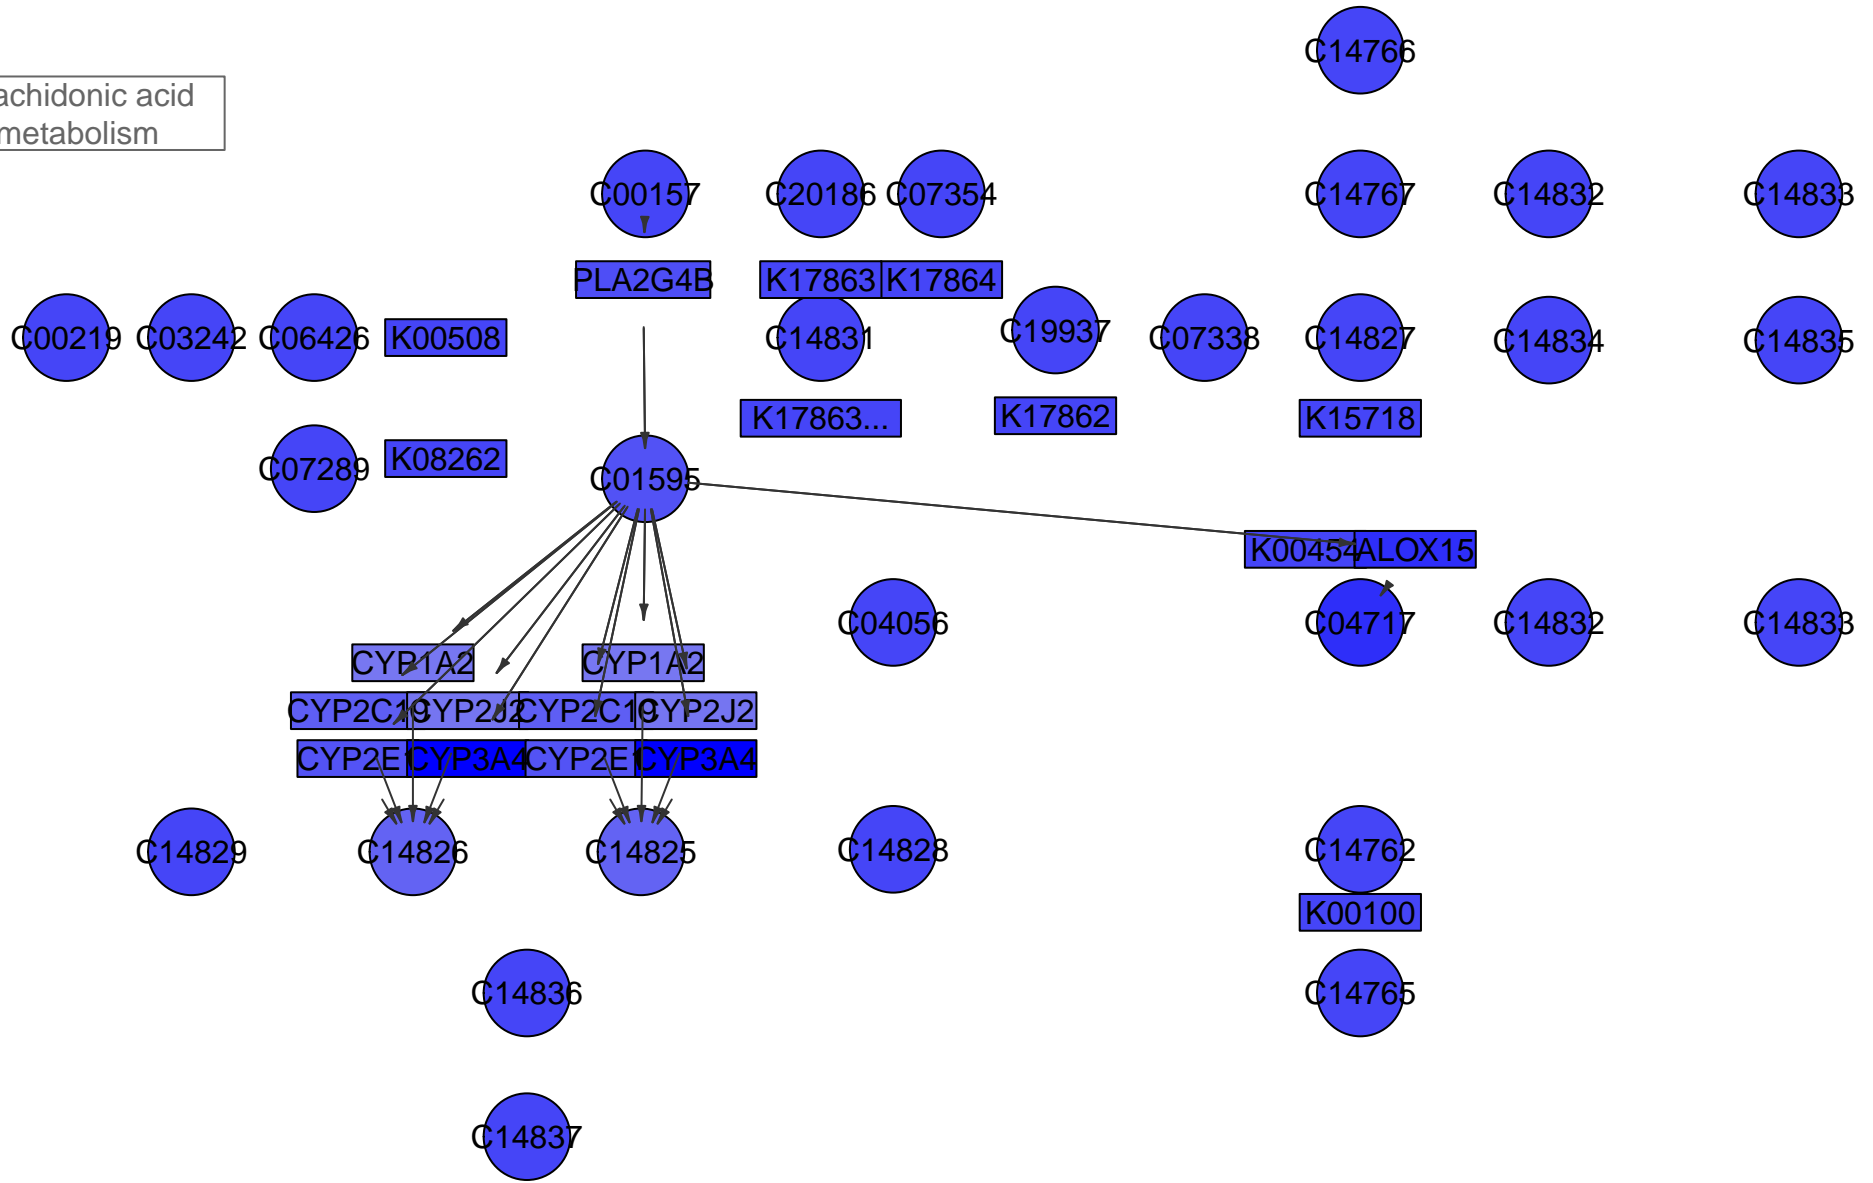 C14766
achidonic acid
metabolism
C00157
C20186
C07354
C14767
C14832
C14833
PLA2G4B
K17863
K17864
C00219
C03242
C06426
K00508
C14831
C19937
C07338
C14827
C14834
C14835
K17863...
K17862
K15718
C07289
K08262
C01595
K00454
ALOX15
C04056
C04717
C14832
C14833
CYP1A2
CYP1A2
CYP2C19
CYP2J2
CYP2C19
CYP2J2
CYP2E1
CYP3A4
CYP2E1
CYP3A4
C14829
C14826
C14825
C14828
C14762
K00100
C14836
C14765
C14837